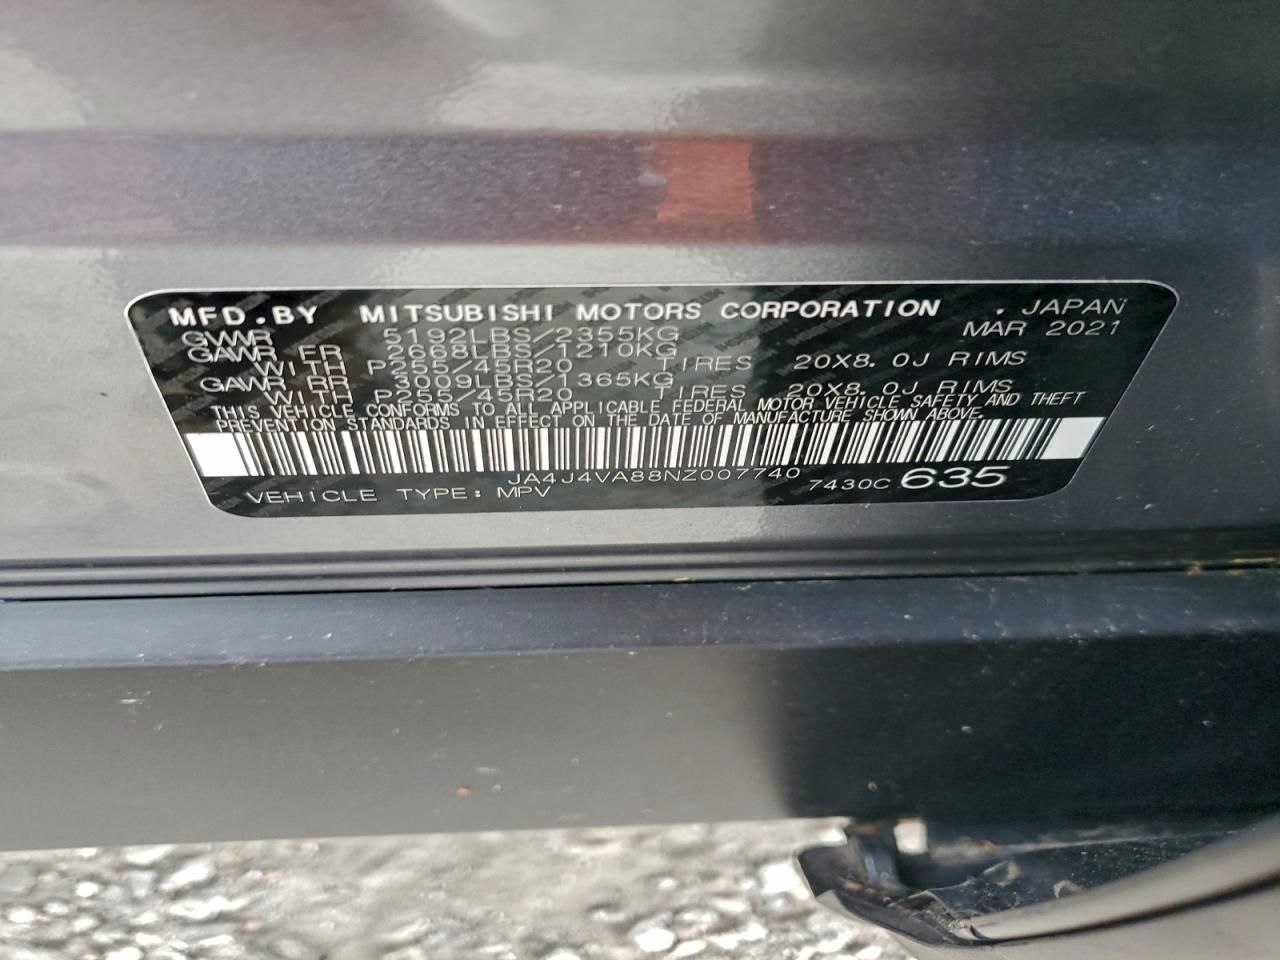 MFD.BY MITSUBISHI MOTORS CORPORATION . JAPAN
GVWR 5192LBS/2355KG MAR 2021
GAWR FR 2668LBS/1210KG
WITH P255/45R20 TIRES 20X8.0J RIMS
GAWR RR 3009LBS/1365KG
WITH P255/45R20 TIRES 20X8.0J RIMS
THIS VEHICLE CONFORMS TO ALL APPLICABLE FEDERAL MOTOR VEHICLE SAFETY AND THEFT
PREVENTION STANDARDS IN EFFECT ON THE DATE OF MANUFACTURE SHOWN ABOVE.
JA4J4VA88NZ007740
VEHICLE TYPE: MPV 7430C 635